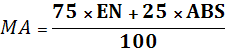 MA = 75 × EN + 25 × ABS / 100